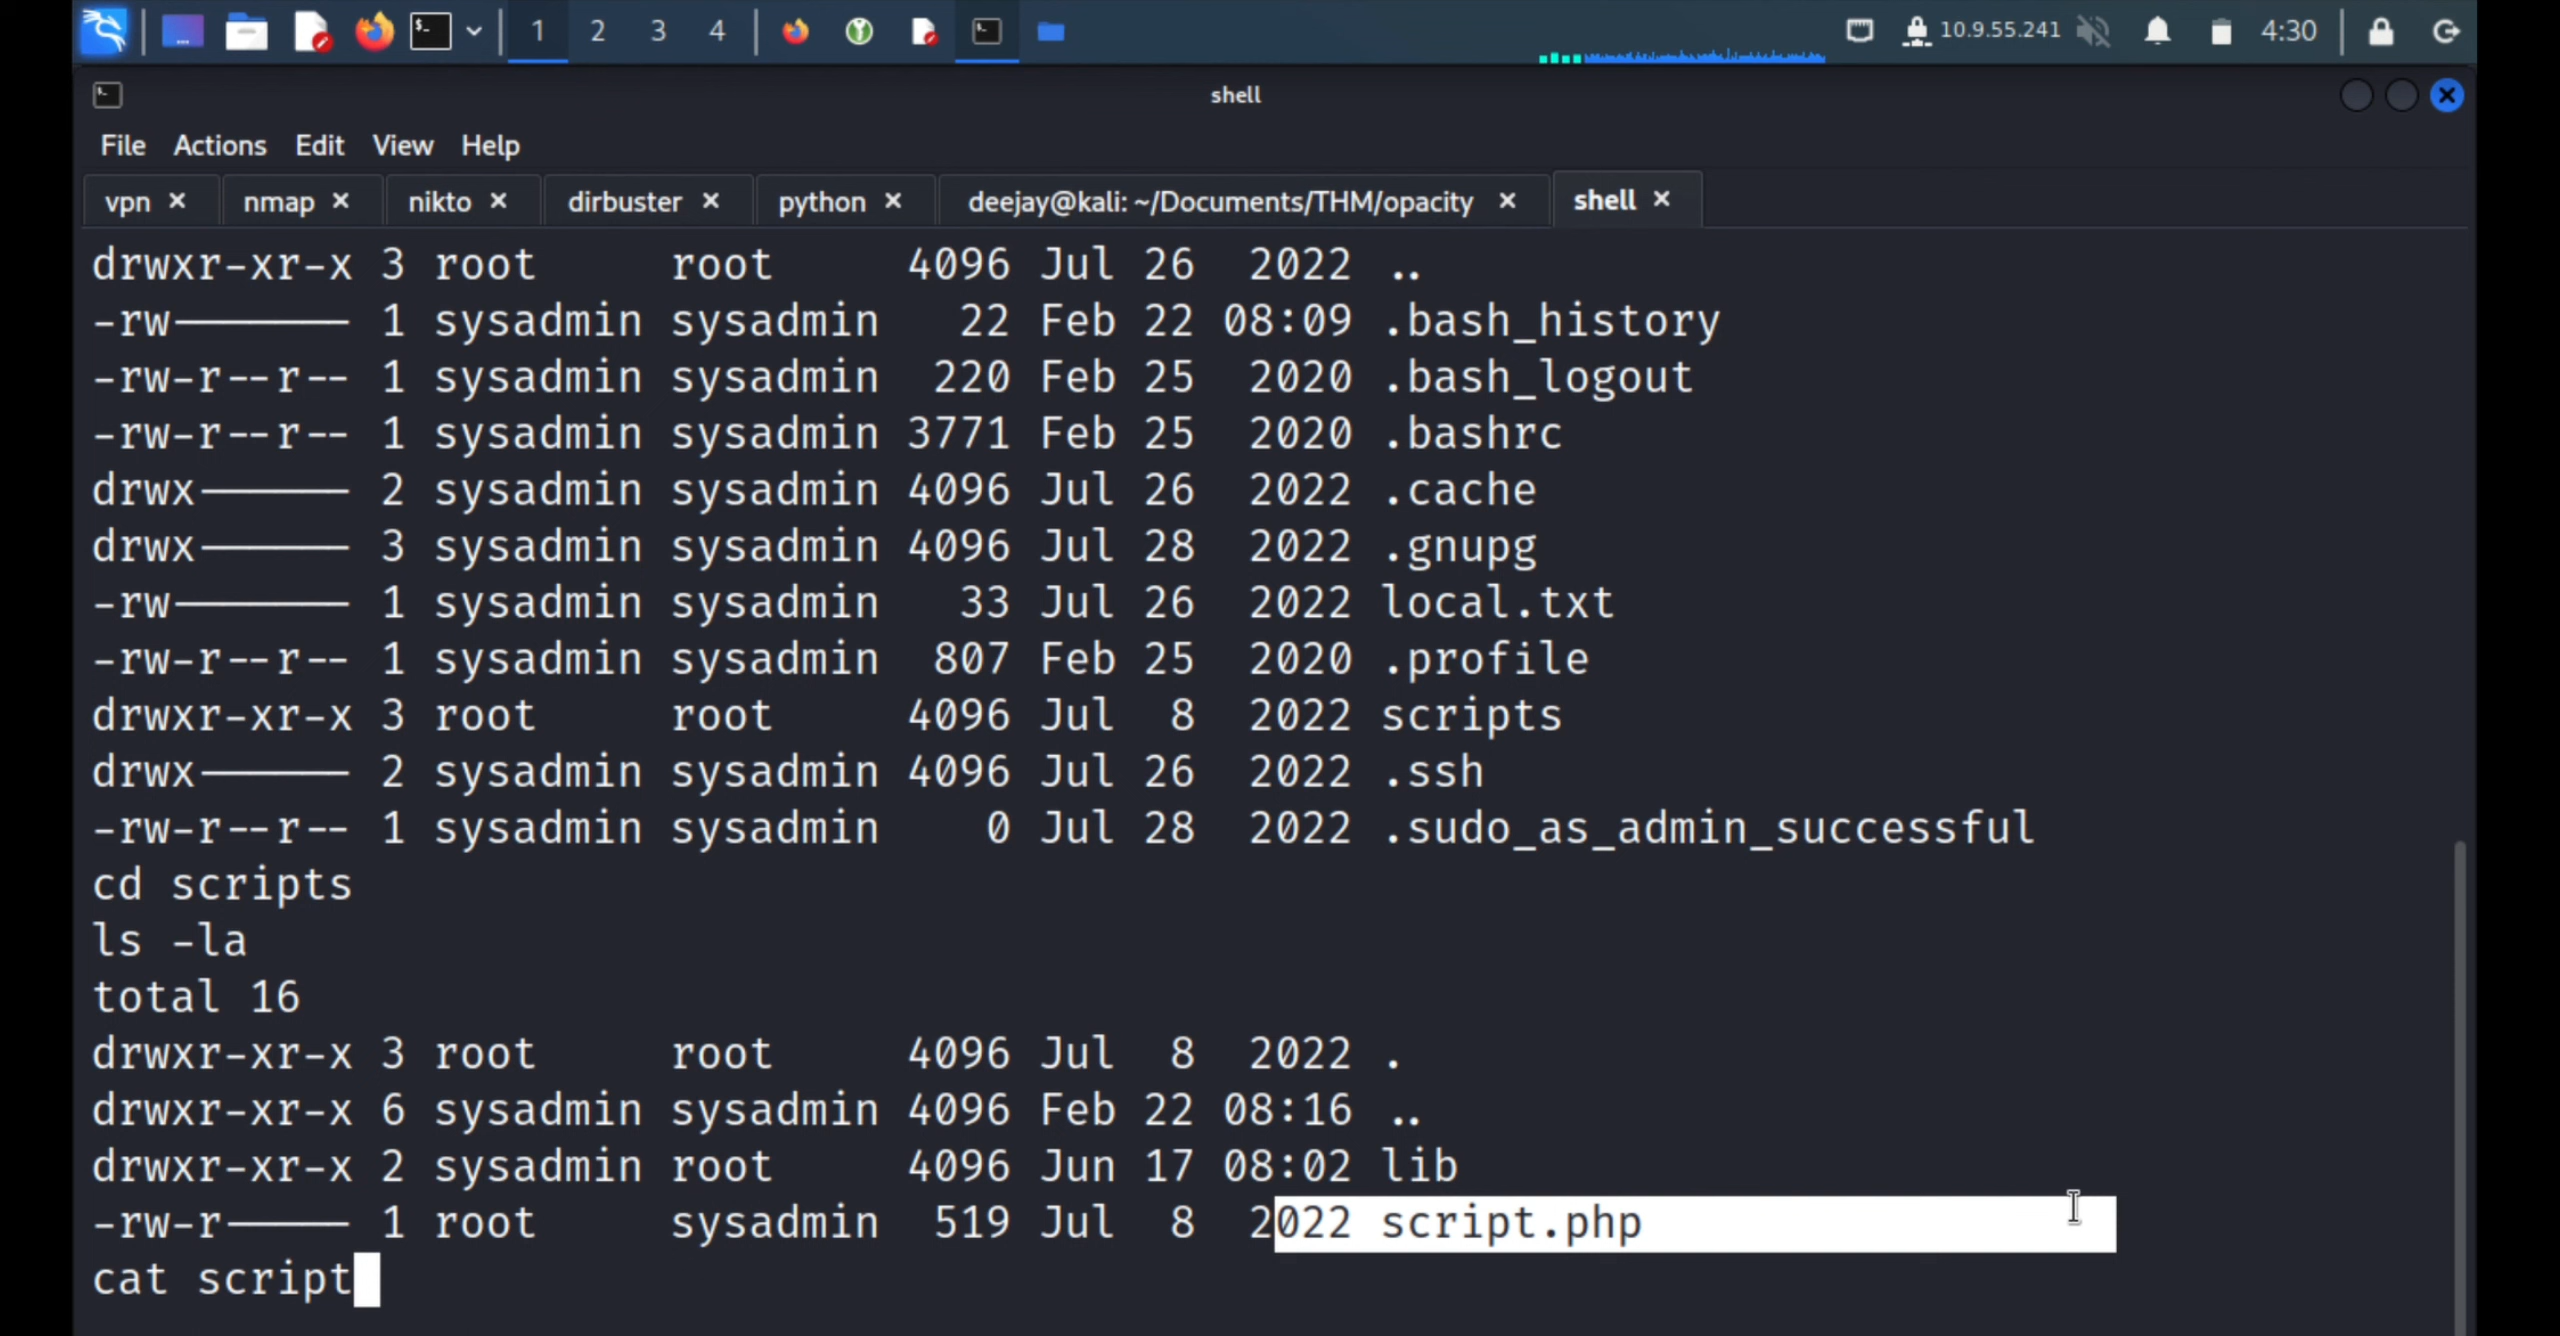 1 2 3 4 10.9.55.241 4:30
shell
File Actions Edit View Help
vpn × nmap × nikto × dirbuster × python × deejay@kali: ~/Documents/THM/opacity × shell ×
drwxr-xr-x 3 root root 4096 Jul 26 2022 ..
-rw------- 1 sysadmin sysadmin 22 Feb 22 08:09 .bash_history
-rw-r--r-- 1 sysadmin sysadmin 220 Feb 25 2020 .bash_logout
-rw-r--r-- 1 sysadmin sysadmin 3771 Feb 25 2020 .bashrc
drwx------ 2 sysadmin sysadmin 4096 Jul 26 2022 .cache
drwx------ 3 sysadmin sysadmin 4096 Jul 28 2022 .gnupg
-rw------- 1 sysadmin sysadmin 33 Jul 26 2022 local.txt
-rw-r--r-- 1 sysadmin sysadmin 807 Feb 25 2020 .profile
drwxr-xr-x 3 root root 4096 Jul 8 2022 scripts
drwx------ 2 sysadmin sysadmin 4096 Jul 26 2022 .ssh
-rw-r--r-- 1 sysadmin sysadmin 0 Jul 28 2022 .sudo_as_admin_successful
cd scripts
ls -la
total 16
drwxr-xr-x 3 root root 4096 Jul 8 2022 .
drwxr-xr-x 6 sysadmin sysadmin 4096 Feb 22 08:16 ..
drwxr-xr-x 2 sysadmin root 4096 Jun 17 08:02 lib
-rw-r----- 1 root sysadmin 519 Jul 8 2022 script.php
cat script